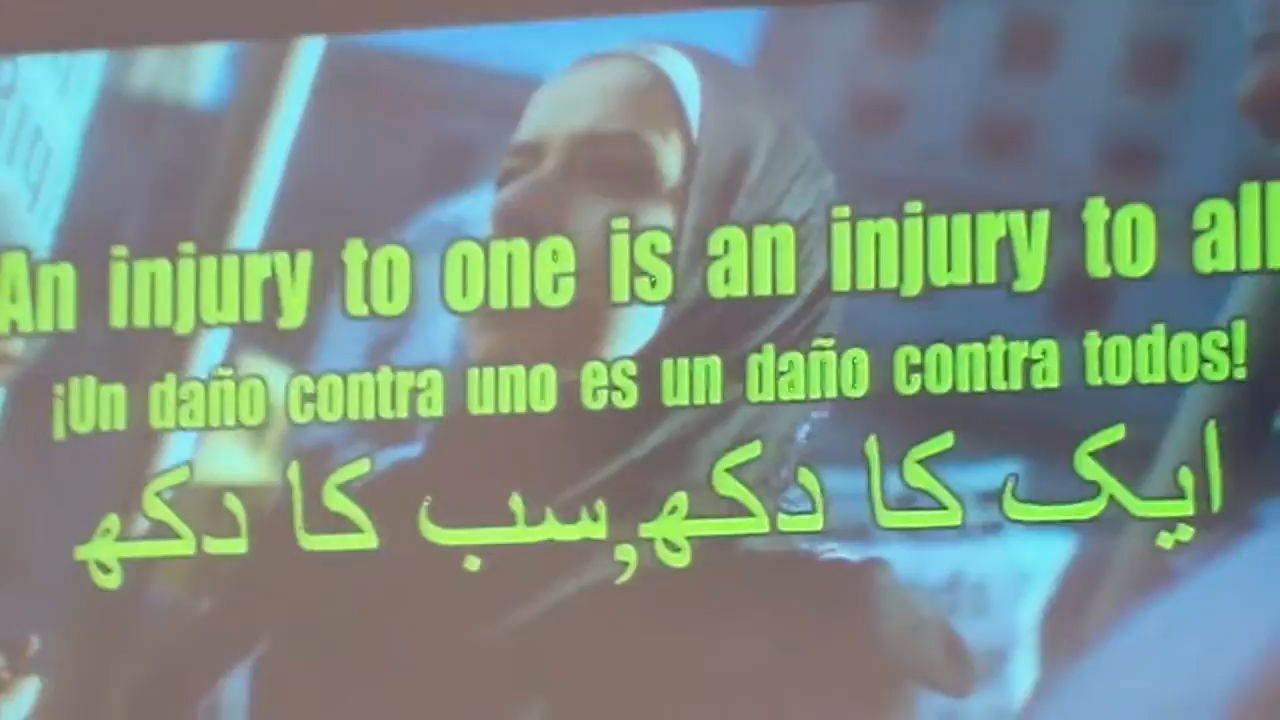 An injury to one is an injury to all
¡Un daño contra uno es un daño contra todos!
ایک کا دکھ,سب کا دکھ